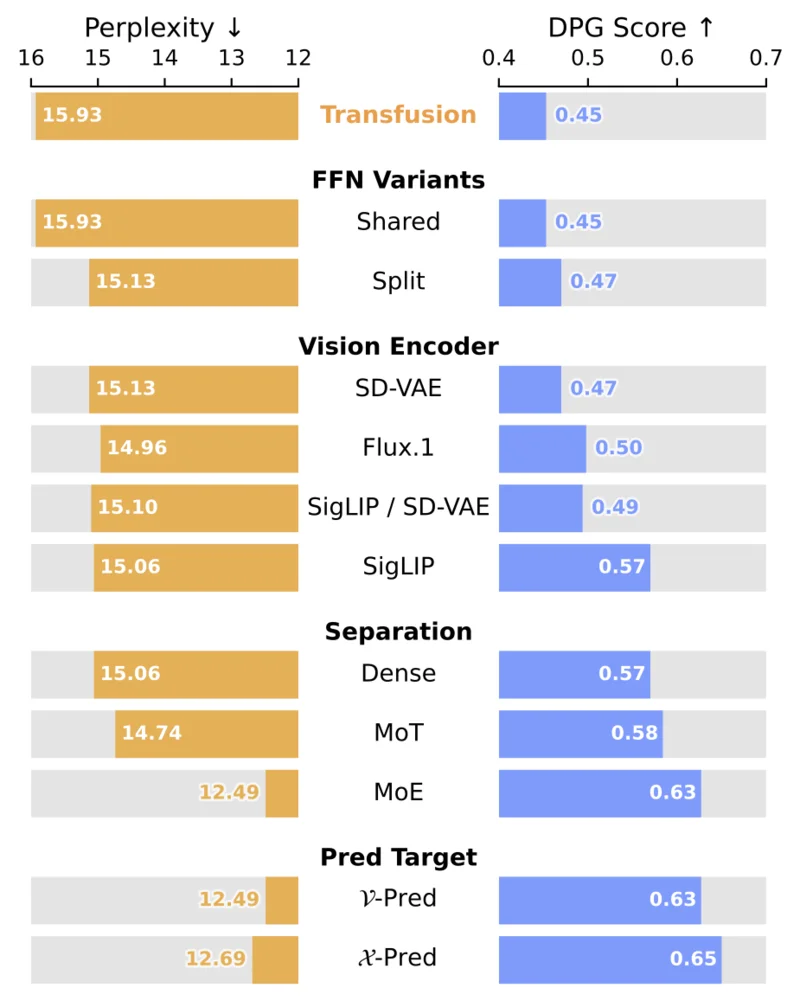 Perplexity ↓ DPG Score ↑
16 15 14 13 12 0.4 0.5 0.6 0.7
15.93 Transfusion 0.45
FFN Variants
15.93 Shared 0.45
15.13 Split 0.47
Vision Encoder
15.13 SD-VAE 0.47
14.96 Flux.1 0.50
15.10 SigLIP / SD-VAE 0.49
15.06 SigLIP 0.57
Separation
15.06 Dense 0.57
14.74 MoT 0.58
12.49 MoE 0.63
Pred Target
12.49 𝒱-Pred 0.63
12.69 𝒳-Pred 0.65